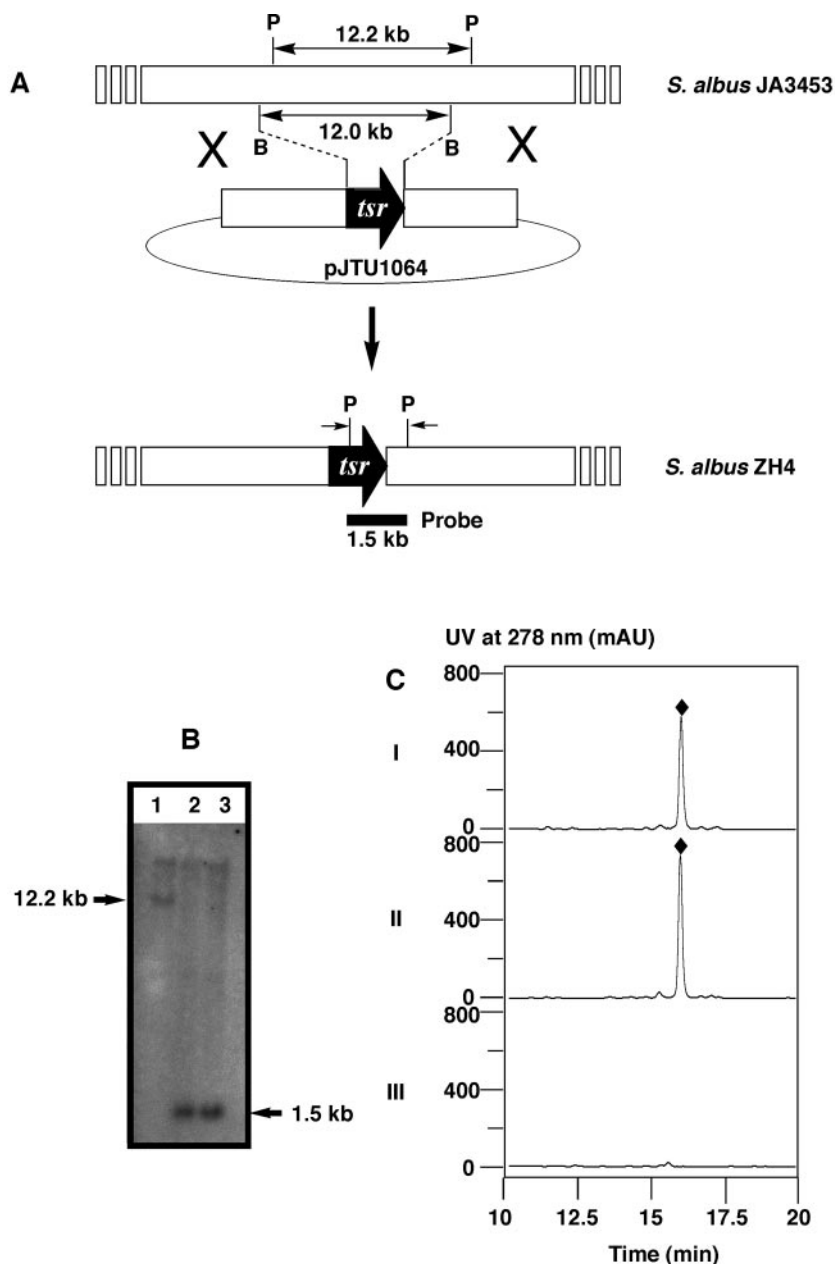 P P
12.2 kb
A
S. albus JA3453
12.0 kb
B B
X X
tsr
pJTU1064
P P
tsr
S. albus ZH4
Probe
1.5 kb
B
1 2 3
12.2 kb
1.5 kb
UV at 278 nm (mAU)
C
800
I
400
0
800
II
400
0
800
III
400
0
10 12.5 15 17.5 20
Time (min)